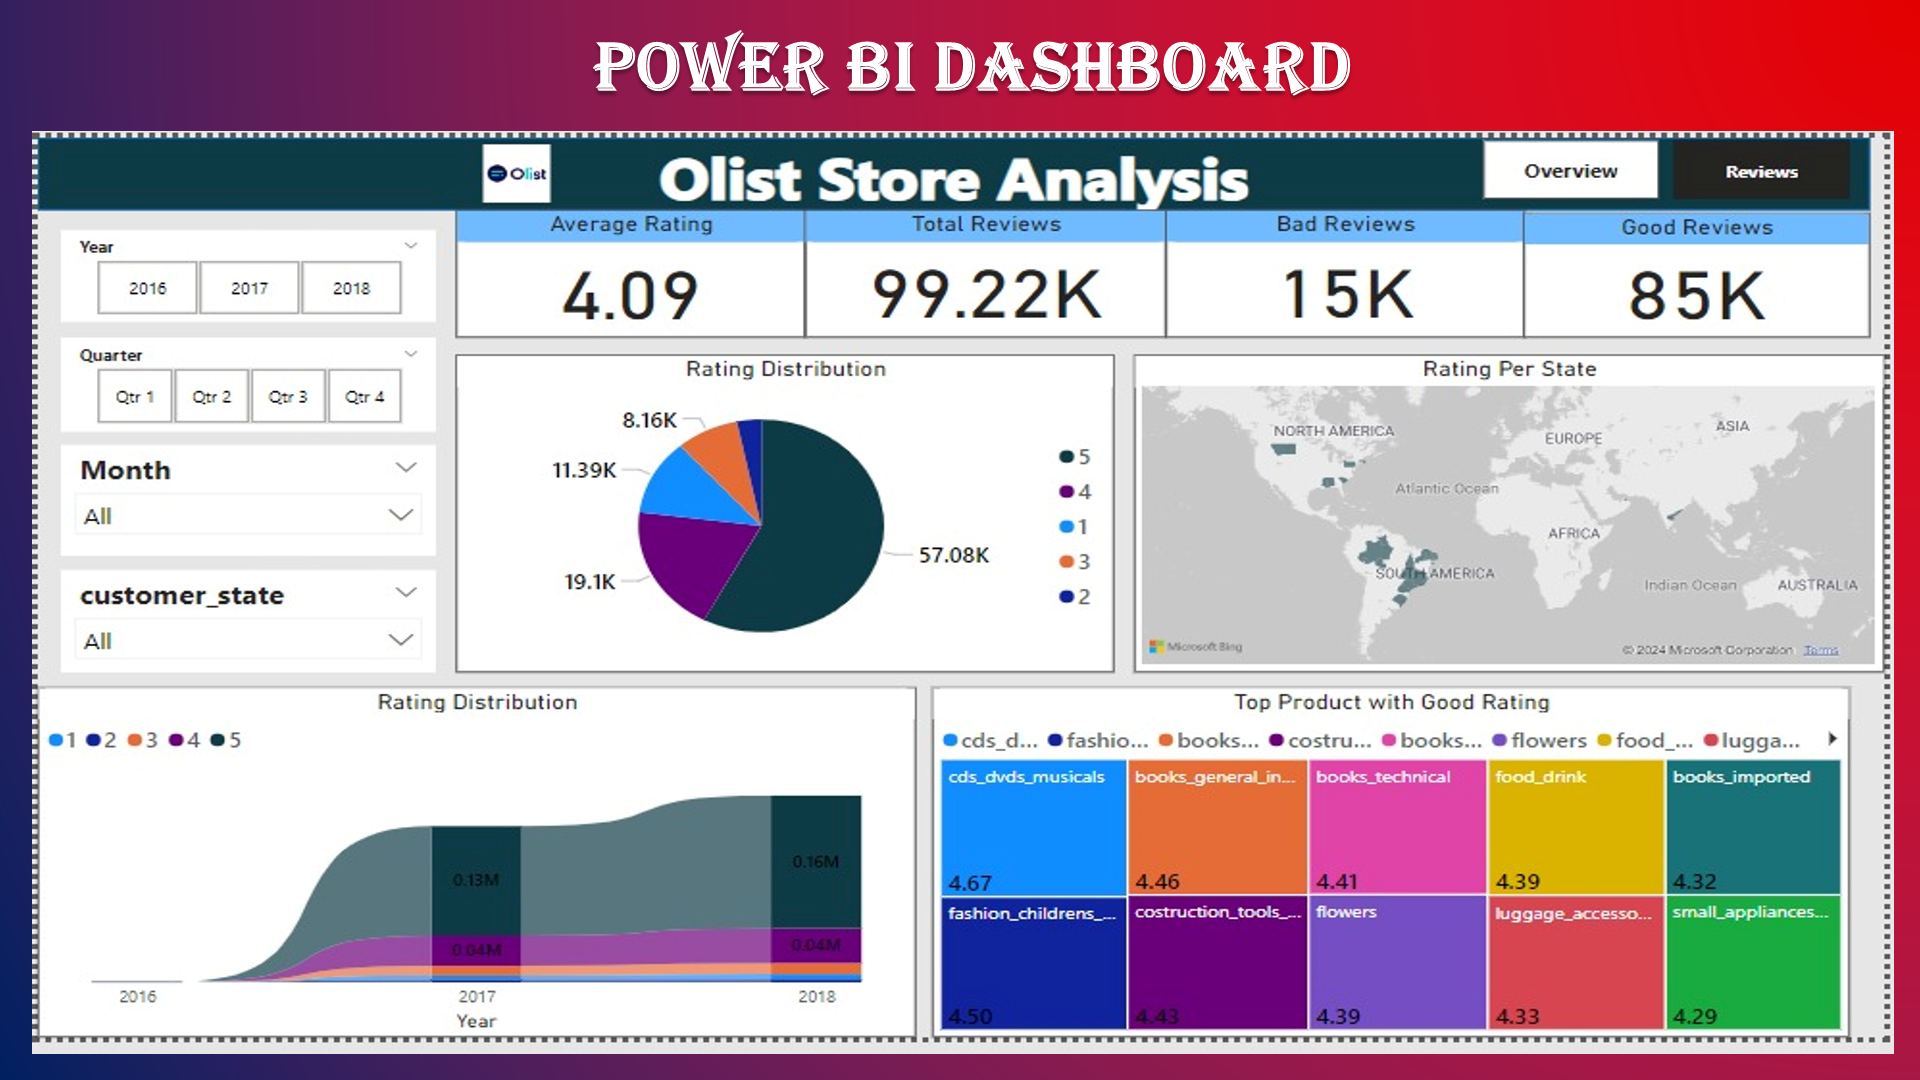 POWER BI DASHBOARD
Olist
Olist Store Analysis
Overview
Reviews
Year
2016
2017
2018
Quarter
Qtr 1
Qtr 2
Qtr 3
Qtr 4
Month
All
customer_state
All
Average Rating
4.09
Total Reviews
99.22K
Bad Reviews
15K
Good Reviews
85K
Rating Distribution
8.16K
11.39K
19.1K
57.08K
5
4
1
3
2
Rating Per State
NORTH AMERICA
EUROPE
ASIA
Atlantic Ocean
AFRICA
SOUTH AMERICA
Indian Ocean
AUSTRALIA
Microsoft Bing
© 2024 Microsoft Corporation Terms
Rating Distribution
1 2 3 4 5
0.13M
0.04M
0.16M
0.04M
2016
2017
2018
Year
Top Product with Good Rating
cds_d... fashio... books... costru... books... flowers food_... lugga...
cds_dvds_musicals
4.67
books_general_in...
4.46
books_technical
4.41
food_drink
4.39
books_imported
4.32
fashion_childrens_...
4.50
costruction_tools_...
4.43
flowers
4.39
luggage_accesso...
4.33
small_appliances...
4.29